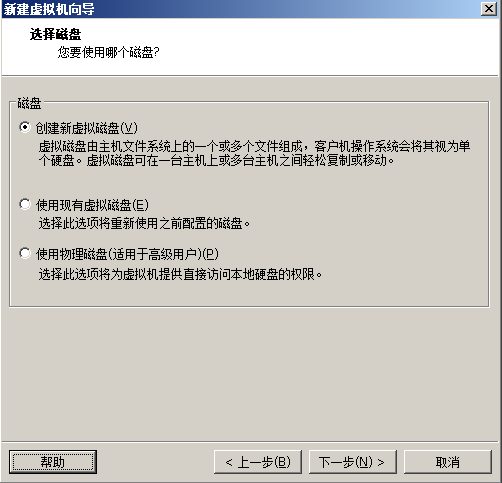 新建虚拟机向导
选择磁盘
您要使用哪个磁盘?
磁盘
创建新虚拟磁盘(V)
虚拟磁盘由主机文件系统上的一个或多个文件组成，客户机操作系统会将其视为单
个硬盘。虚拟磁盘可在一台主机上或多台主机之间轻松复制或移动。
使用现有虚拟磁盘(E)
选择此选项将重新使用之前配置的磁盘。
使用物理磁盘(适用于高级用户)(P)
选择此选项将为虚拟机提供直接访问本地硬盘的权限。
帮助 < 上一步(B) 下一步(N) > 取消